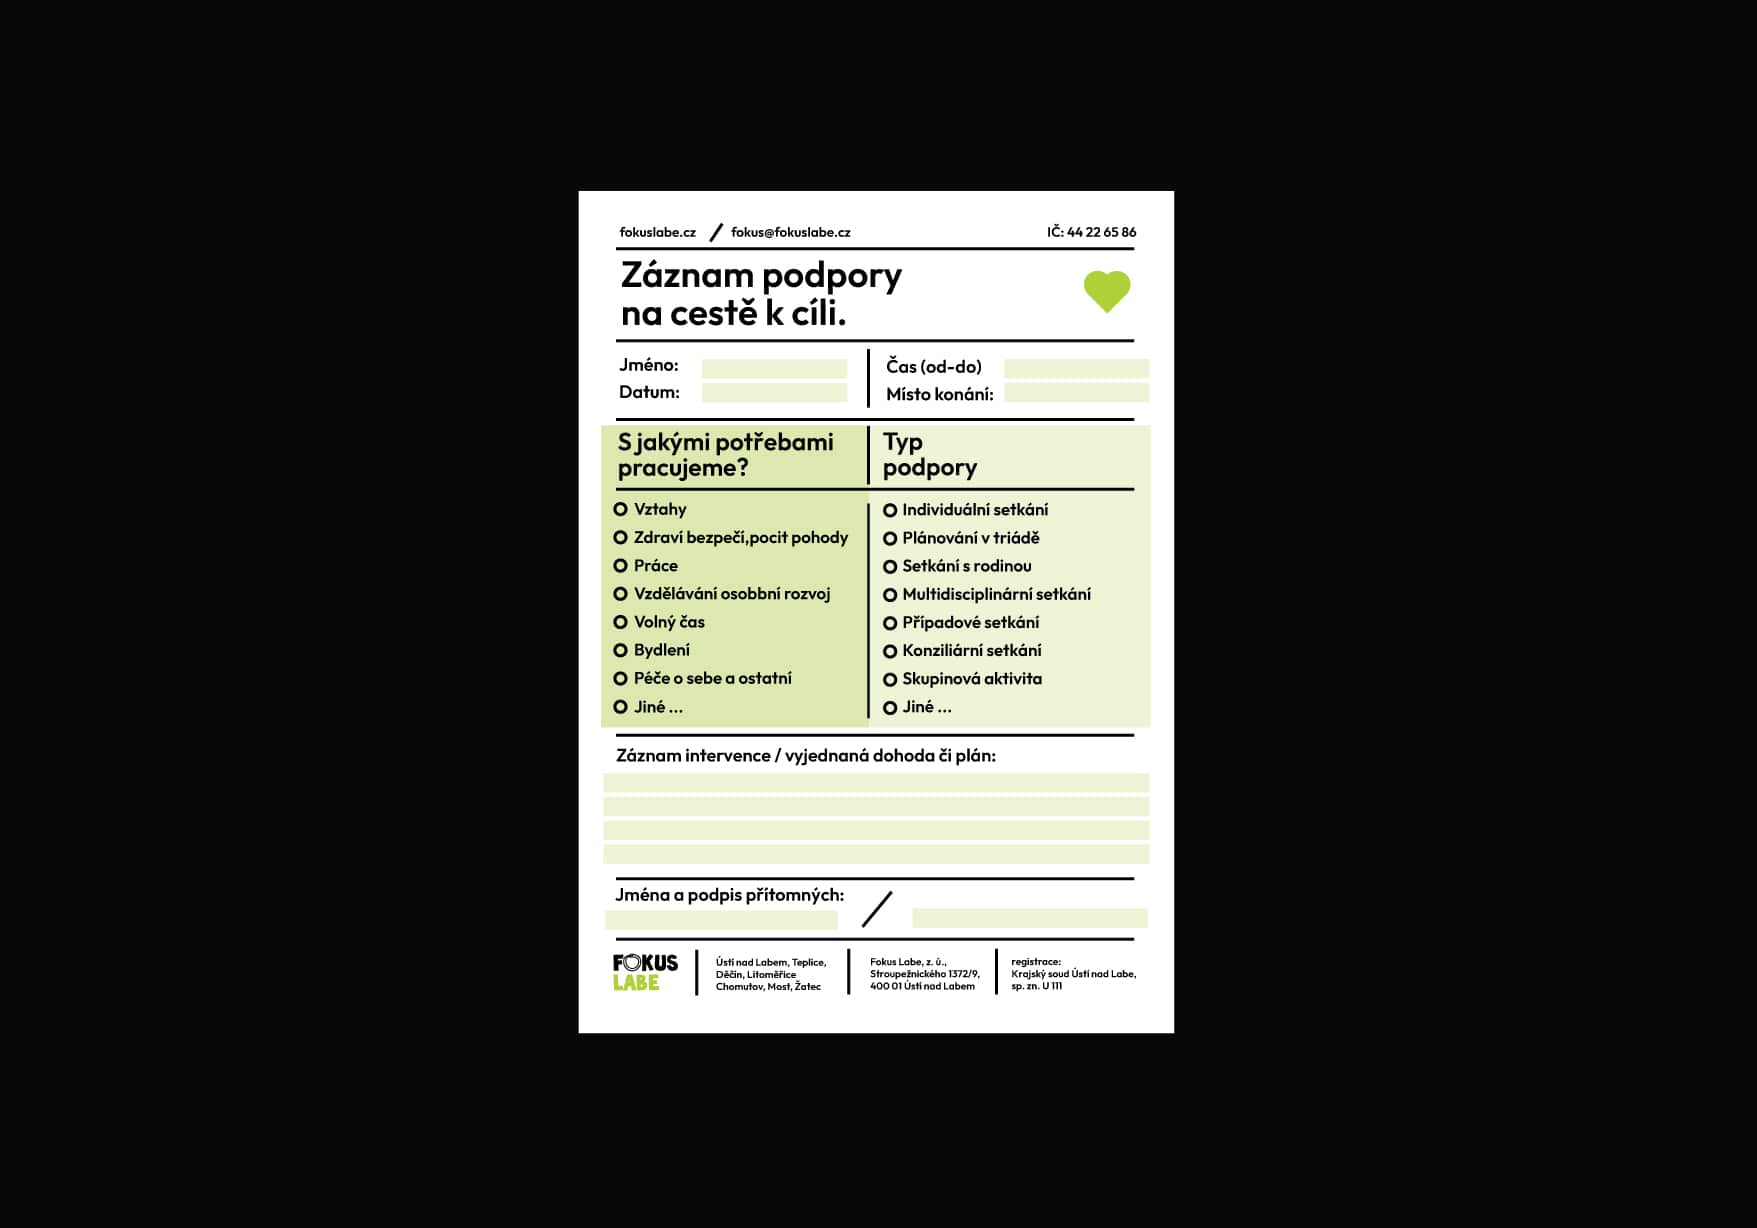 fokuslabe.cz / fokus@fokuslabe.cz
IČ: 44 22 65 86
Záznam podpory
na cestě k cíli.
Jméno:
Datum:
Čas (od-do)
Místo konání:
S jakými potřebami
pracujeme?
Vztahy
Zdraví bezpečí,pocit pohody
Práce
Vzdělávání osobbní rozvoj
Volný čas
Bydlení
Péče o sebe a ostatní
Jiné ...
Typ
podpory
Individuální setkání
Plánování v triádě
Setkání s rodinou
Multidisciplinární setkání
Případové setkání
Konziliární setkání
Skupinová aktivita
Jiné ...
Záznam intervence / vyjednaná dohoda či plán:
Jména a podpis přítomných:
/
FOKUS
LABE
Ústí nad Labem, Teplice,
Děčín, Litoměřice
Chomutov, Most, Žatec
Fokus Labe, z. ú.,
Stroupežnického 1372/9,
400 01 Ústí nad Labem
registrace:
Krajský soud Ústí nad Labe,
sp. zn. U 111